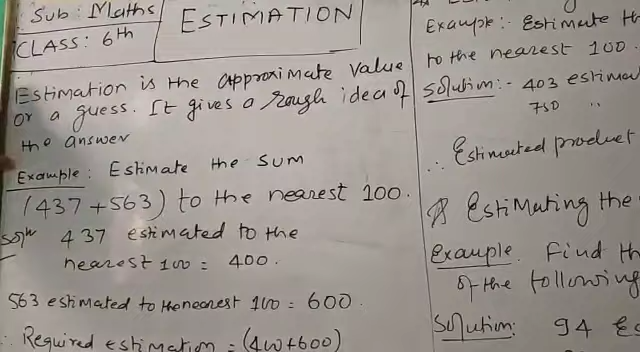 Sub: Maths
CLASS: 6th
ESTIMATION
Estimation is the approximate value
or a guess. It gives a rough idea of
the answer
Example: Estimate the sum
(437+563) to the nearest 100.
Soln 437 estimated to the
nearest 100 = 400.
563 estimated to the nearest 100 = 600.
∴ Required estimation = (400+600)
Example:- Estimate th
to the nearest 100.
Solution:- 403 estima
750 "
∴ Estimated product
Estimating the
Example. Find th
of the following
Solution: 94 Es